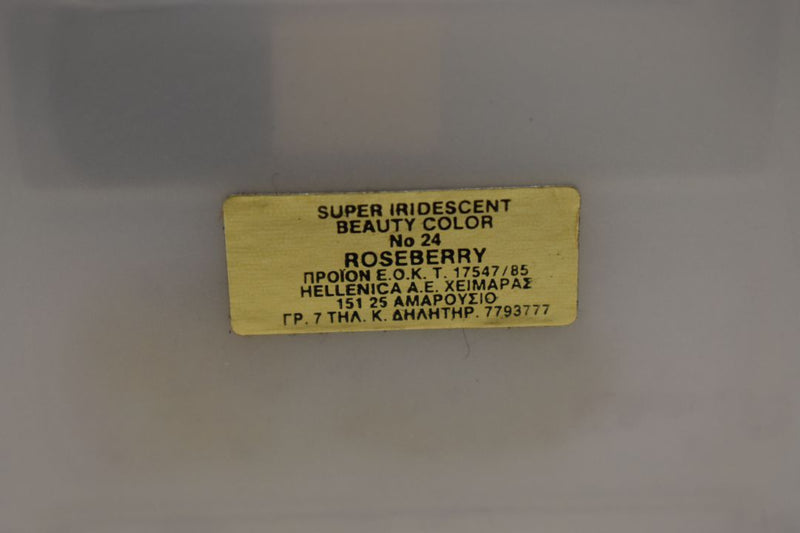 SUPER IRIDESCENT
BEAUTY COLOR
No 24
ROSEBERRY
ΠΡΟΪΟΝ Ε.Ο.Κ. Τ. 17547/85
HELLENICA A.E. ΧΕΙΜΑΡΑΣ
151 25 ΑΜΑΡΟΥΣΙΟ
ΓΡ. 7 ΤΗΛ. Κ. ΔΗΛΗΤΗΡ. 7793777